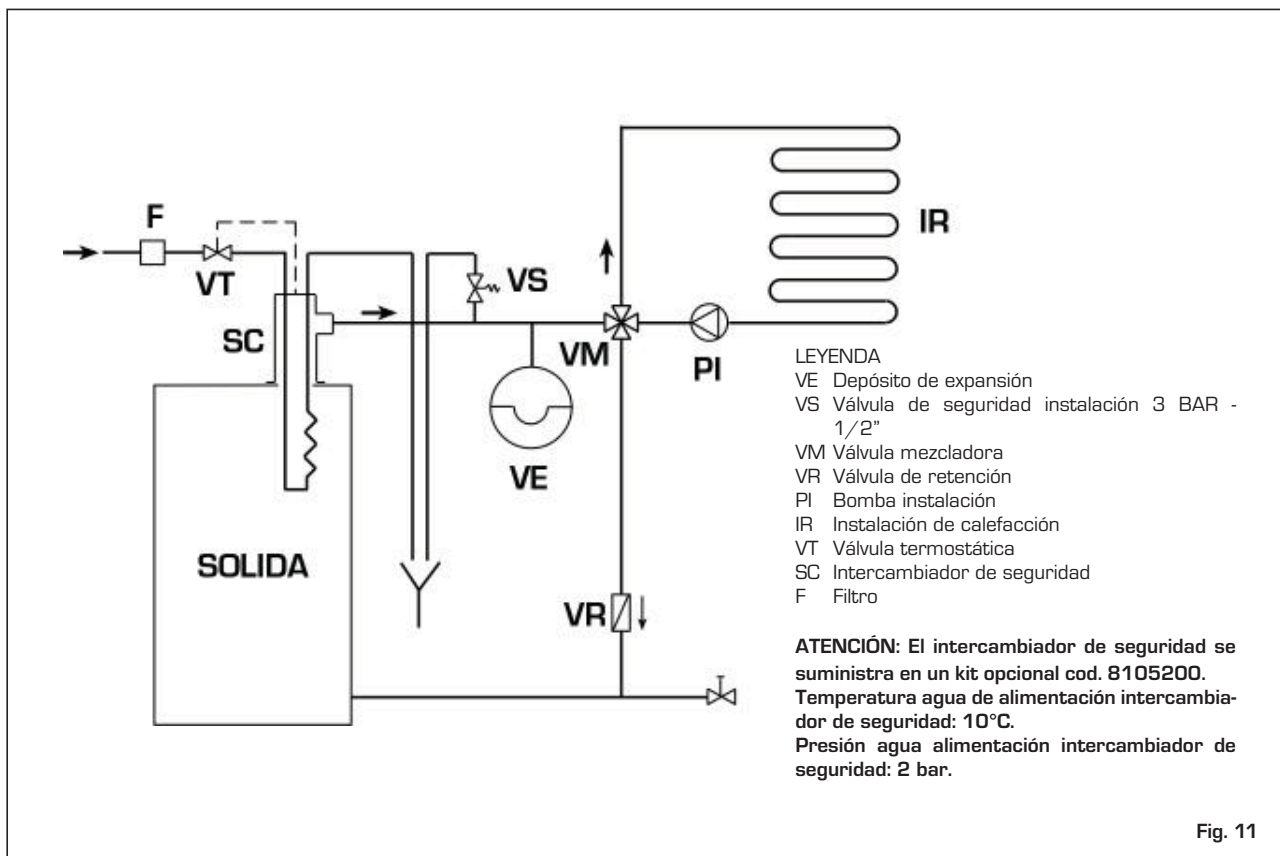 F
VT
VS
SC
VM
PI
IR
VE
SOLIDA
VR
LEYENDA
VE Depósito de expansión
VS Válvula de seguridad instalación 3 BAR -
1/2”
VM Válvula mezcladora
VR Válvula de retención
PI Bomba instalación
IR Instalación de calefacción
VT Válvula termostática
SC Intercambiador de seguridad
F Filtro
ATENCIÓN: El intercambiador de seguridad se
suministra en un kit opcional cod. 8105200.
Temperatura agua de alimentación intercambia-
dor de seguridad: 10°C.
Presión agua alimentación intercambiador de
seguridad: 2 bar.
Fig. 11